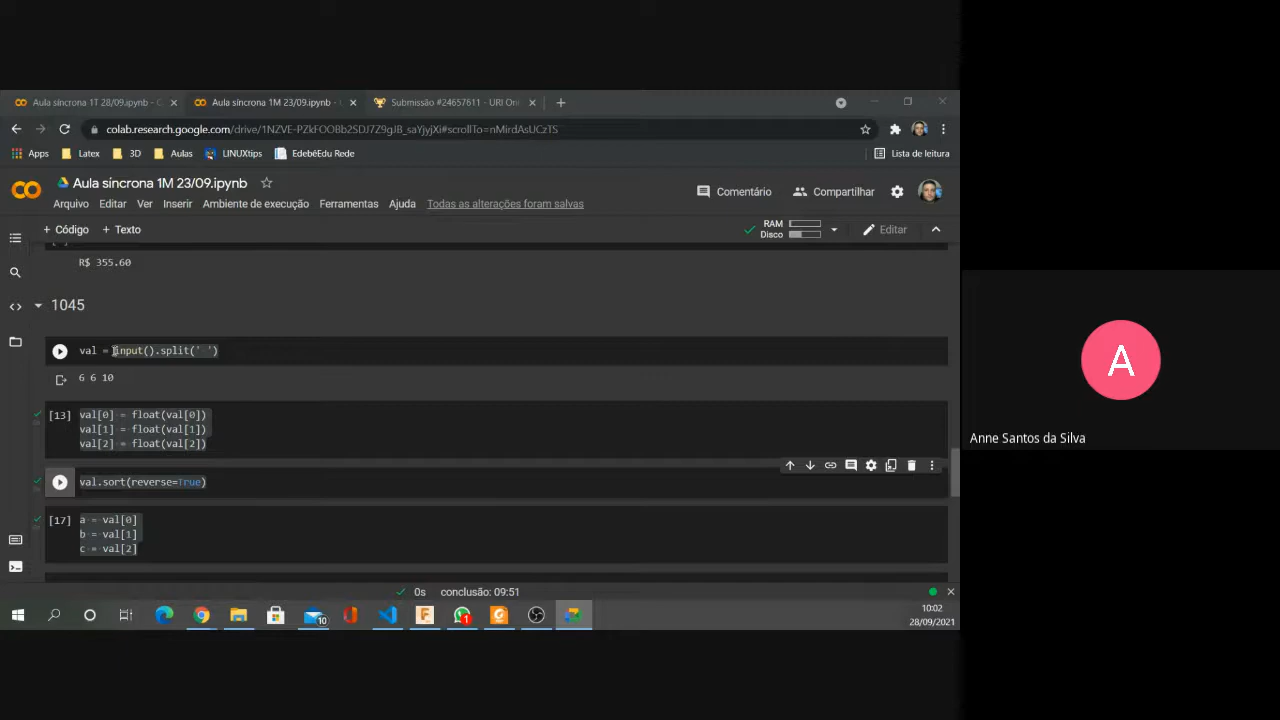 Aula síncrona 1T 28/09.ipynb - C
Aula síncrona 1M 23/09.ipynb -
Submissão #24657611 - URI Onl
colab.research.google.com/drive/1NZVE-PZkFOOBb2SDJ7Z9gJB_saYjyjXi#scrollTo=nMirdAsUCzTS
Apps Latex 3D Aulas LINUXtips EdebêEdu Rede Lista de leitura
Aula síncrona 1M 23/09.ipynb
Comentário Compartilhar
Arquivo Editar Ver Inserir Ambiente de execução Ferramentas Ajuda Todas as alterações foram salvas
+ Código + Texto RAM Disco Editar
R$ 355.60
1045
val = input().split(' ')
6 6 10
[13] val[0] = float(val[0])
val[1] = float(val[1])
val[2] = float(val[2])
val.sort(reverse=True)
[17] a = val[0]
b = val[1]
c = val[2]
0s conclusão: 09:51
10
1
10:02
28/09/2021
A
Anne Santos da Silva